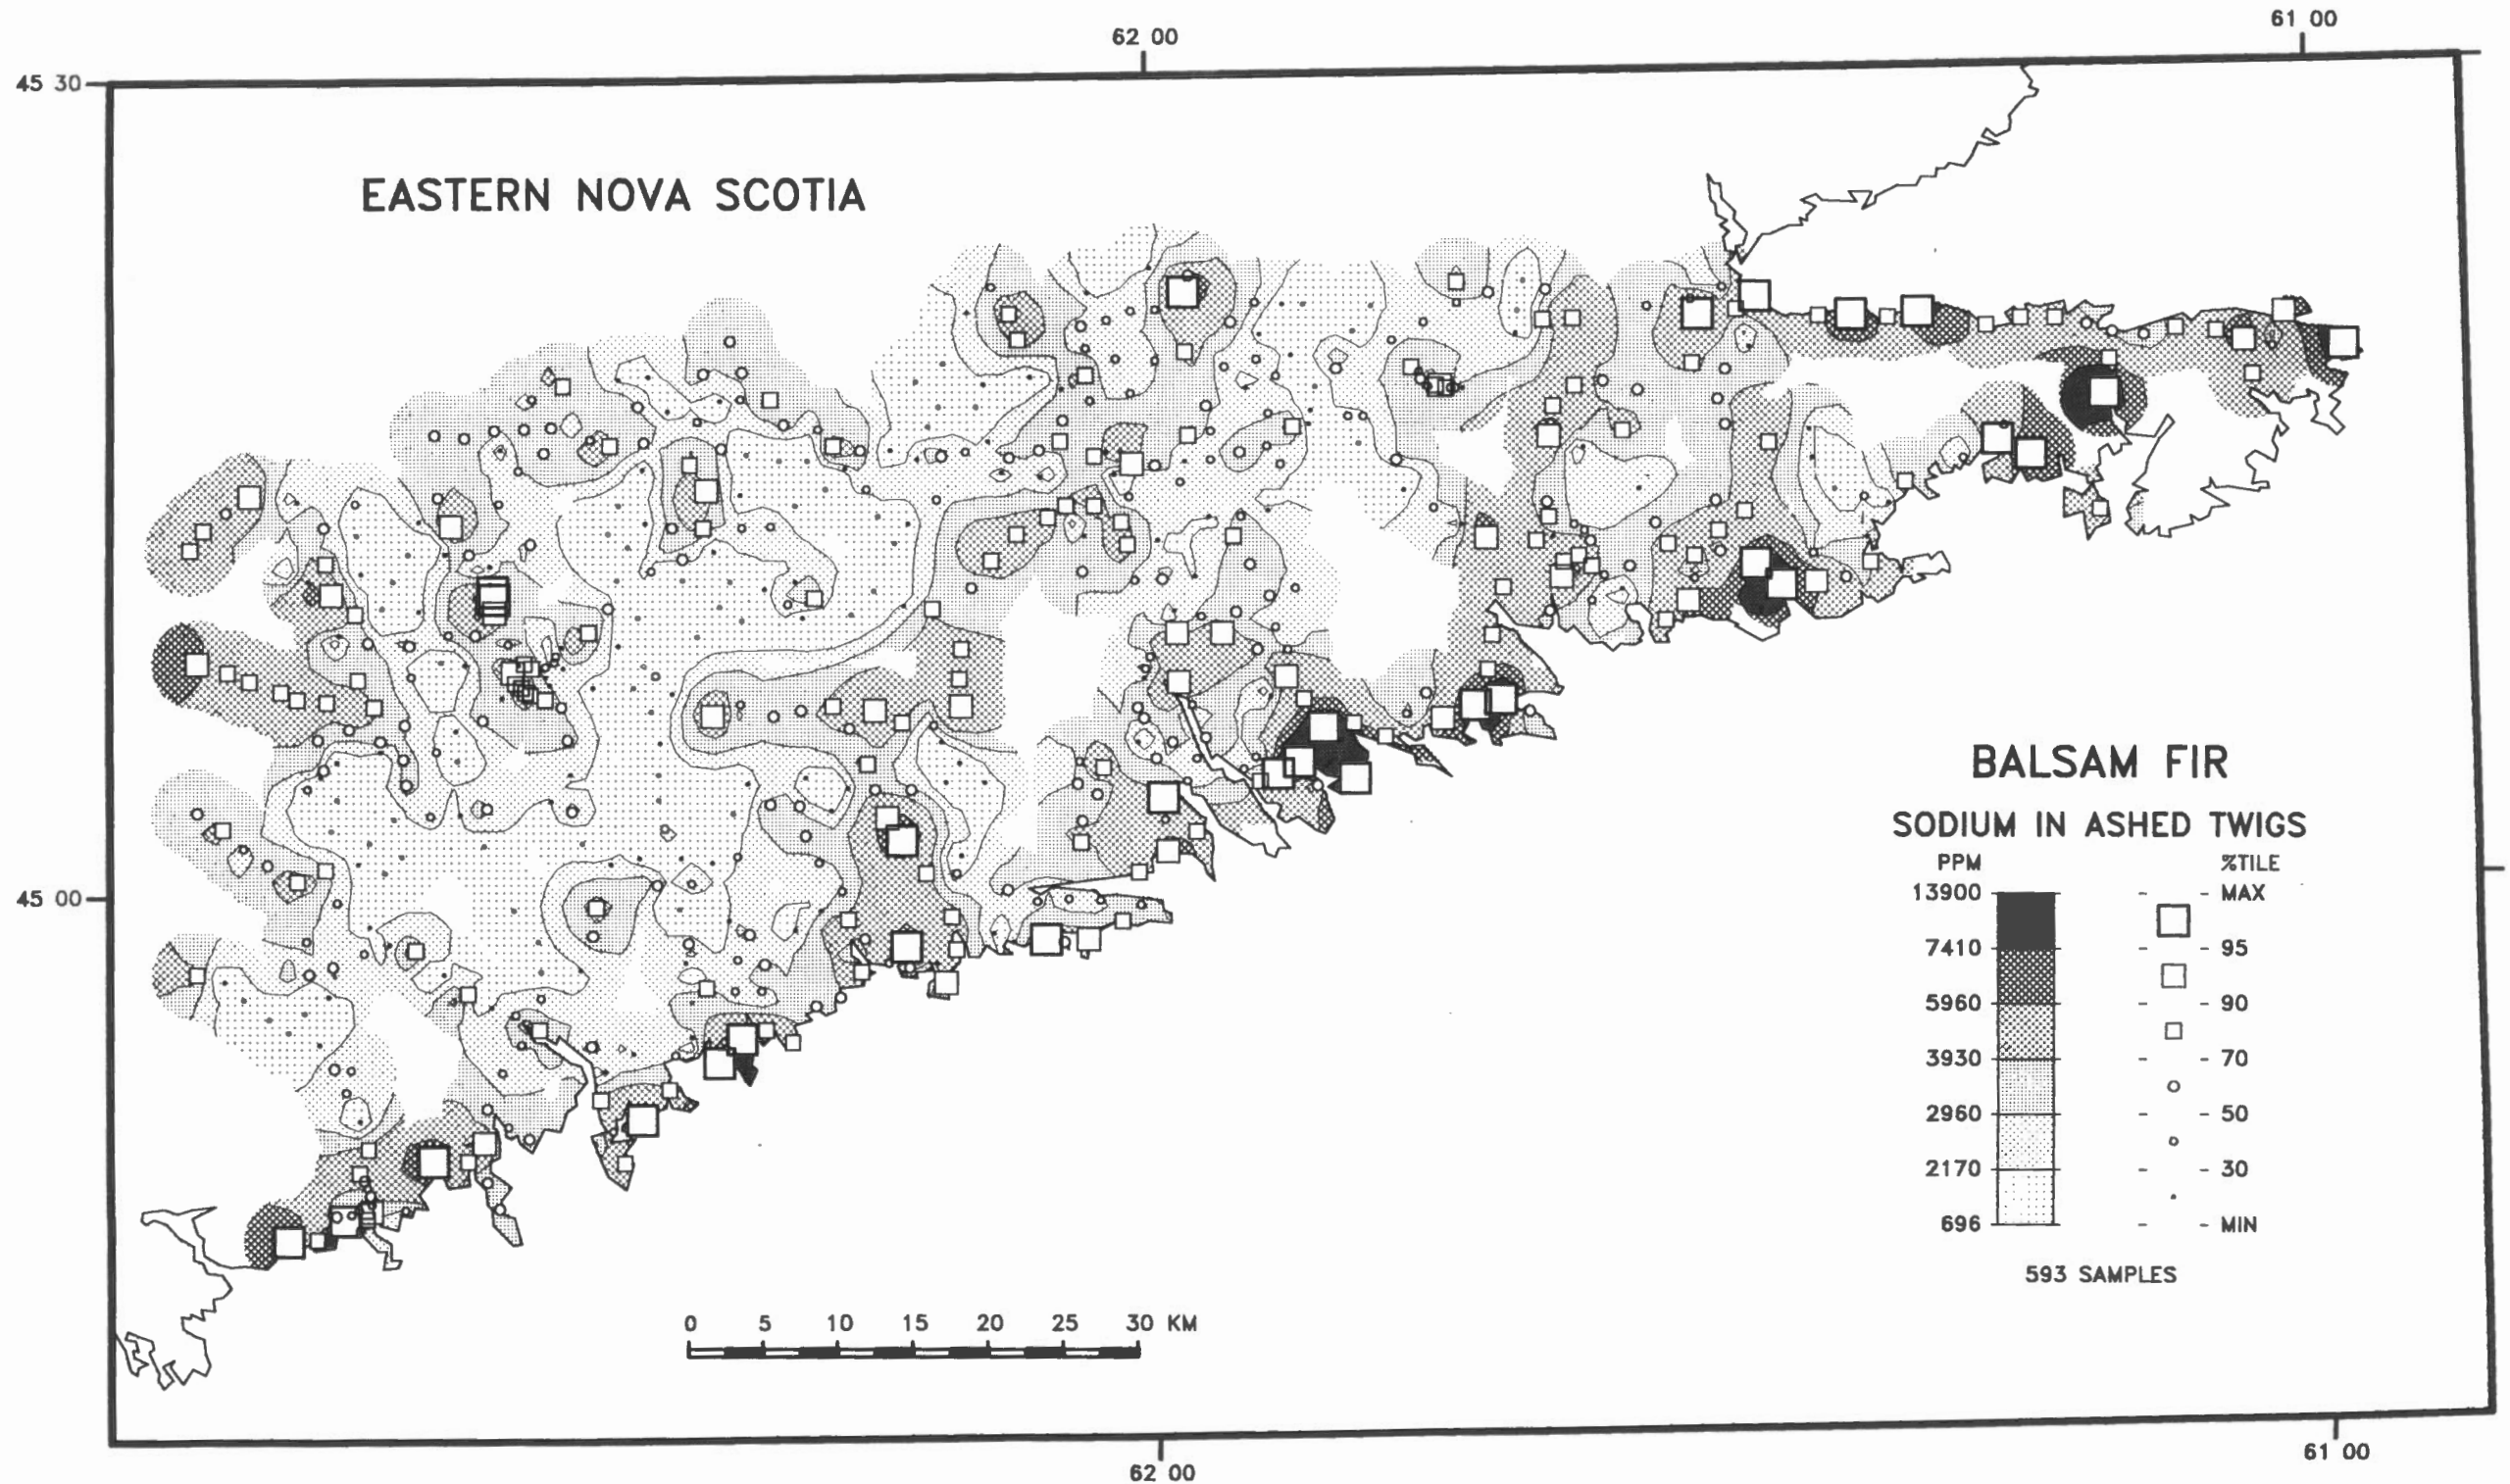 61 00
62 00
45 30
EASTERN NOVA SCOTIA
BALSAM FIR
SODIUM IN ASHED TWIGS
PPM %TILE
13900 - - MAX
7410 - - 95
5960 - - 90
3930 - - 70
2960 - - 50
2170 - - 30
696 - - MIN
593 SAMPLES
45 00
0 5 10 15 20 25 30 KM
62 00
61 00